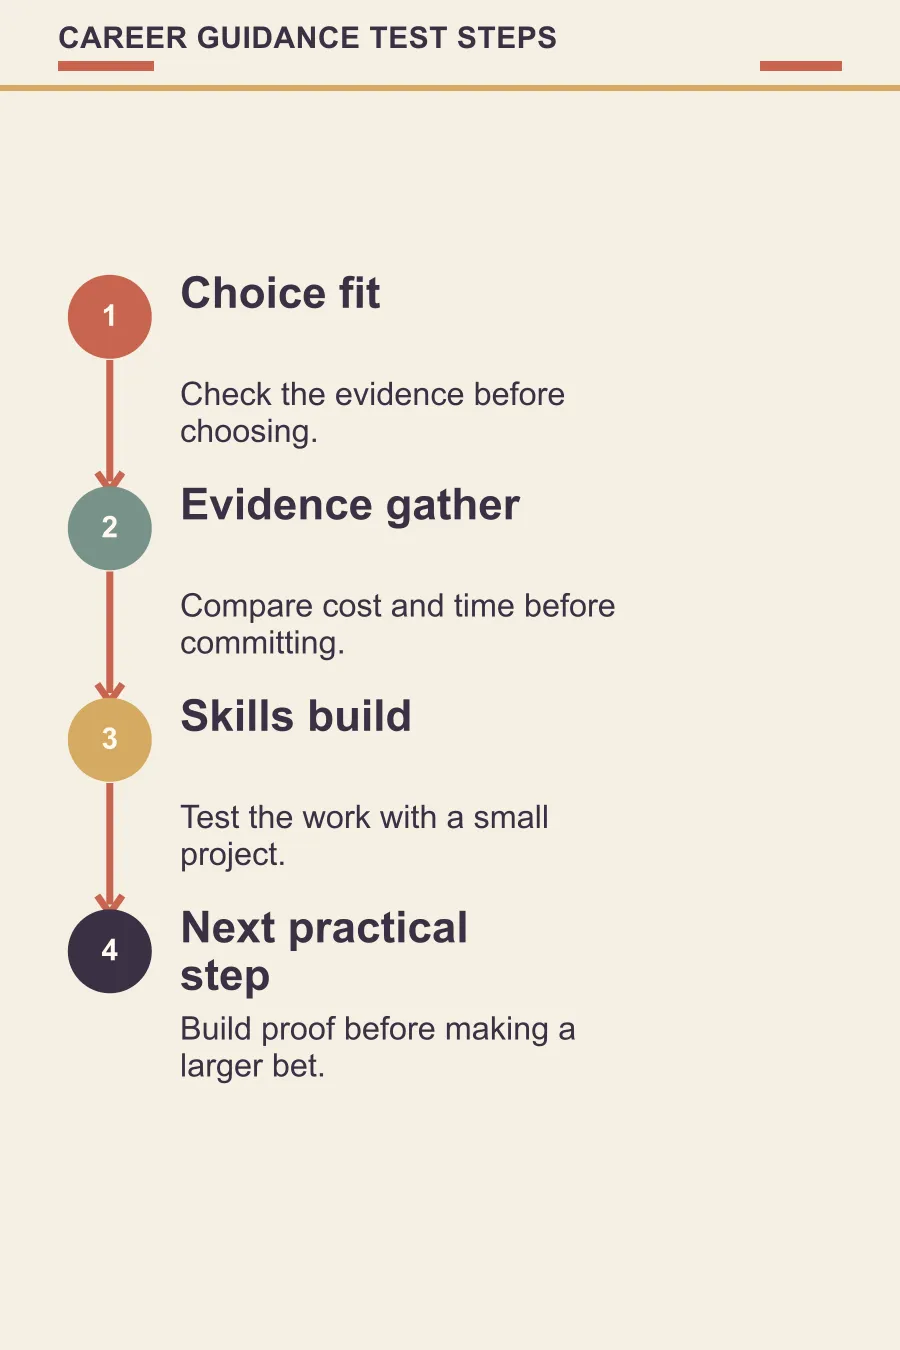 CAREER GUIDANCE TEST STEPS
1
Choice fit
Check the evidence before
choosing.
2
Evidence gather
Compare cost and time before
committing.
3
Skills build
Test the work with a small
project.
4
Next practical
step
Build proof before making a
larger bet.